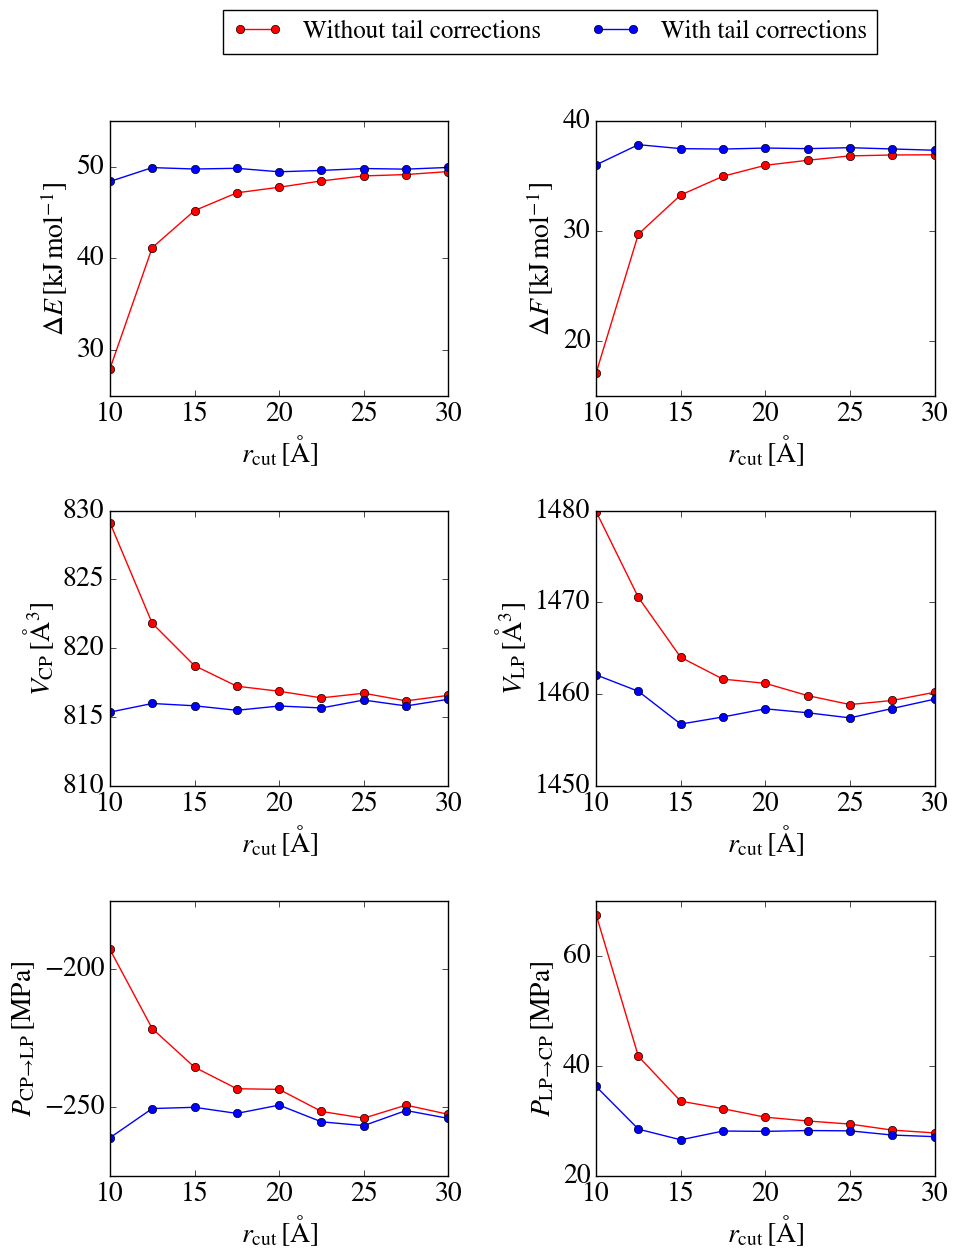 Without tail corrections With tail corrections
50
40
30
ΔE [kJ mol⁻¹]
10 15 20 25 30
r_cut [Å]
40
30
20
ΔF [kJ mol⁻¹]
10 15 20 25 30
r_cut [Å]
830
825
820
815
810
V_CP [Å³]
10 15 20 25 30
r_cut [Å]
1480
1470
1460
1450
V_LP [Å³]
10 15 20 25 30
r_cut [Å]
−200
−250
P_CP→LP [MPa]
10 15 20 25 30
r_cut [Å]
60
40
20
P_LP→CP [MPa]
10 15 20 25 30
r_cut [Å]